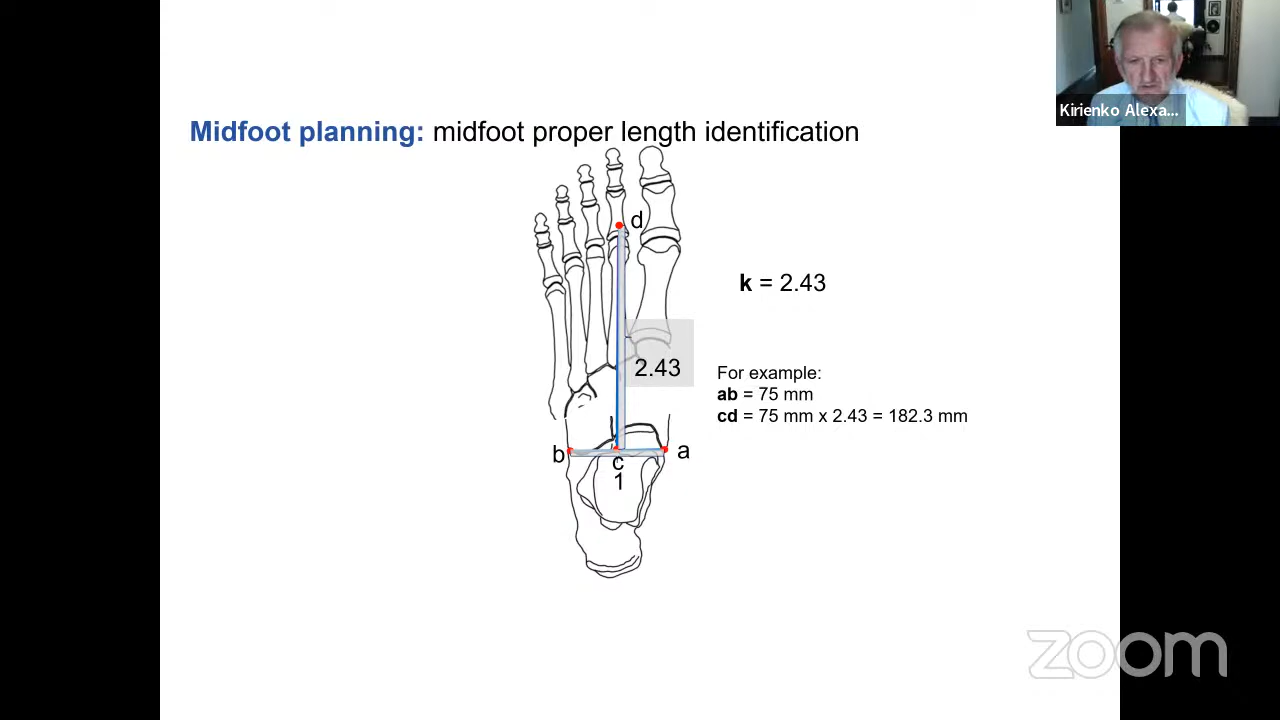 Kirienko Alexa...
Midfoot planning: midfoot proper length identification
d
k = 2.43
2.43
For example:
ab = 75 mm
cd = 75 mm x 2.43 = 182.3 mm
b
c
a
1
zoom